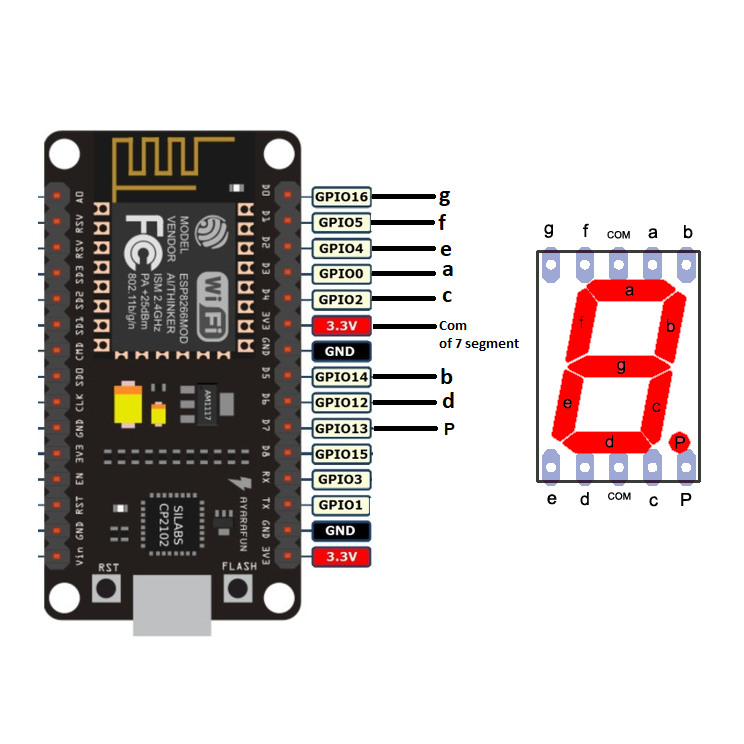 GPIO16 g
GPIO5 f
GPIO4 e
GPIO0 a
GPIO2 c
3.3V Com
of 7 segment
GND
GPIO14 b
GPIO12 d
GPIO13 P
GPIO15
GPIO3
GPIO1
GND
3.3V
A0
RSV
RSV
SD3
SD2
SD1
CMD
SD0
CLK
GND
3V3
EN
RST
GND
Vin
D0
D1
D2
D3
D4
3V3
GND
D5
D6
D7
D8
RX
TX
GND
3V3
MODEL
VENDOR
ESP8266MOD
AI/THINKER
ISM 2.4GHz
PA +25dBm
802.11b/g/n
FC
Wi Fi
AM1117
SILABS
CP2102
AYARAFUN
RST
FLASH
g f COM a b
a
f
b
g
e
c
d
P
e d COM c P